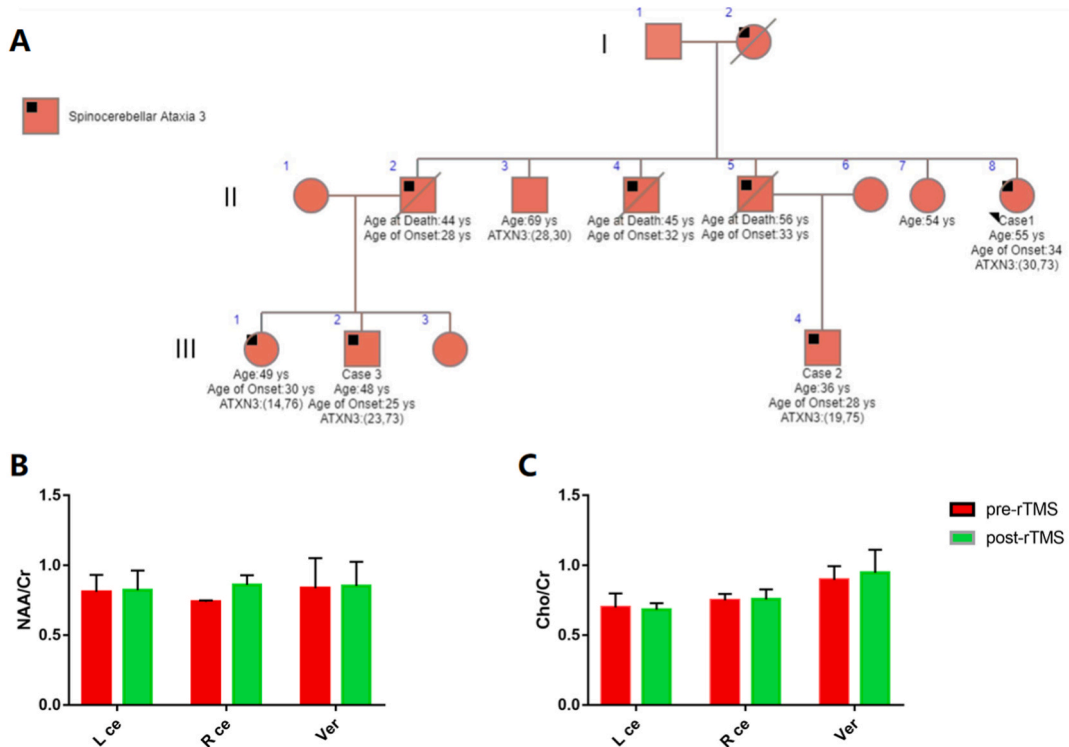 A
I
1
2
Spinocerebellar Ataxia 3
II
1
2
3
4
5
6
7
8
Age at Death:44 ys
Age of Onset:28 ys
Age:69 ys
ATXN3:(28,30)
Age at Death:45 ys
Age of Onset:32 ys
Age at Death:56 ys
Age of Onset:33 ys
Age:54 ys
Case1
Age:55 ys
Age of Onset:34
ATXN3:(30,73)
III
1
2
3
4
Age:49 ys
Age of Onset:30 ys
ATXN3:(14,76)
Case 3
Age:48 ys
Age of Onset:25 ys
ATXN3:(23,73)
Case 2
Age:36 ys
Age of Onset:28 ys
ATXN3:(19,75)
B
NAA/Cr
1.5
1.0
0.5
0.0
L ce
R ce
Ver
C
Cho/Cr
1.5
1.0
0.5
0.0
L ce
R ce
Ver
pre-rTMS
post-rTMS